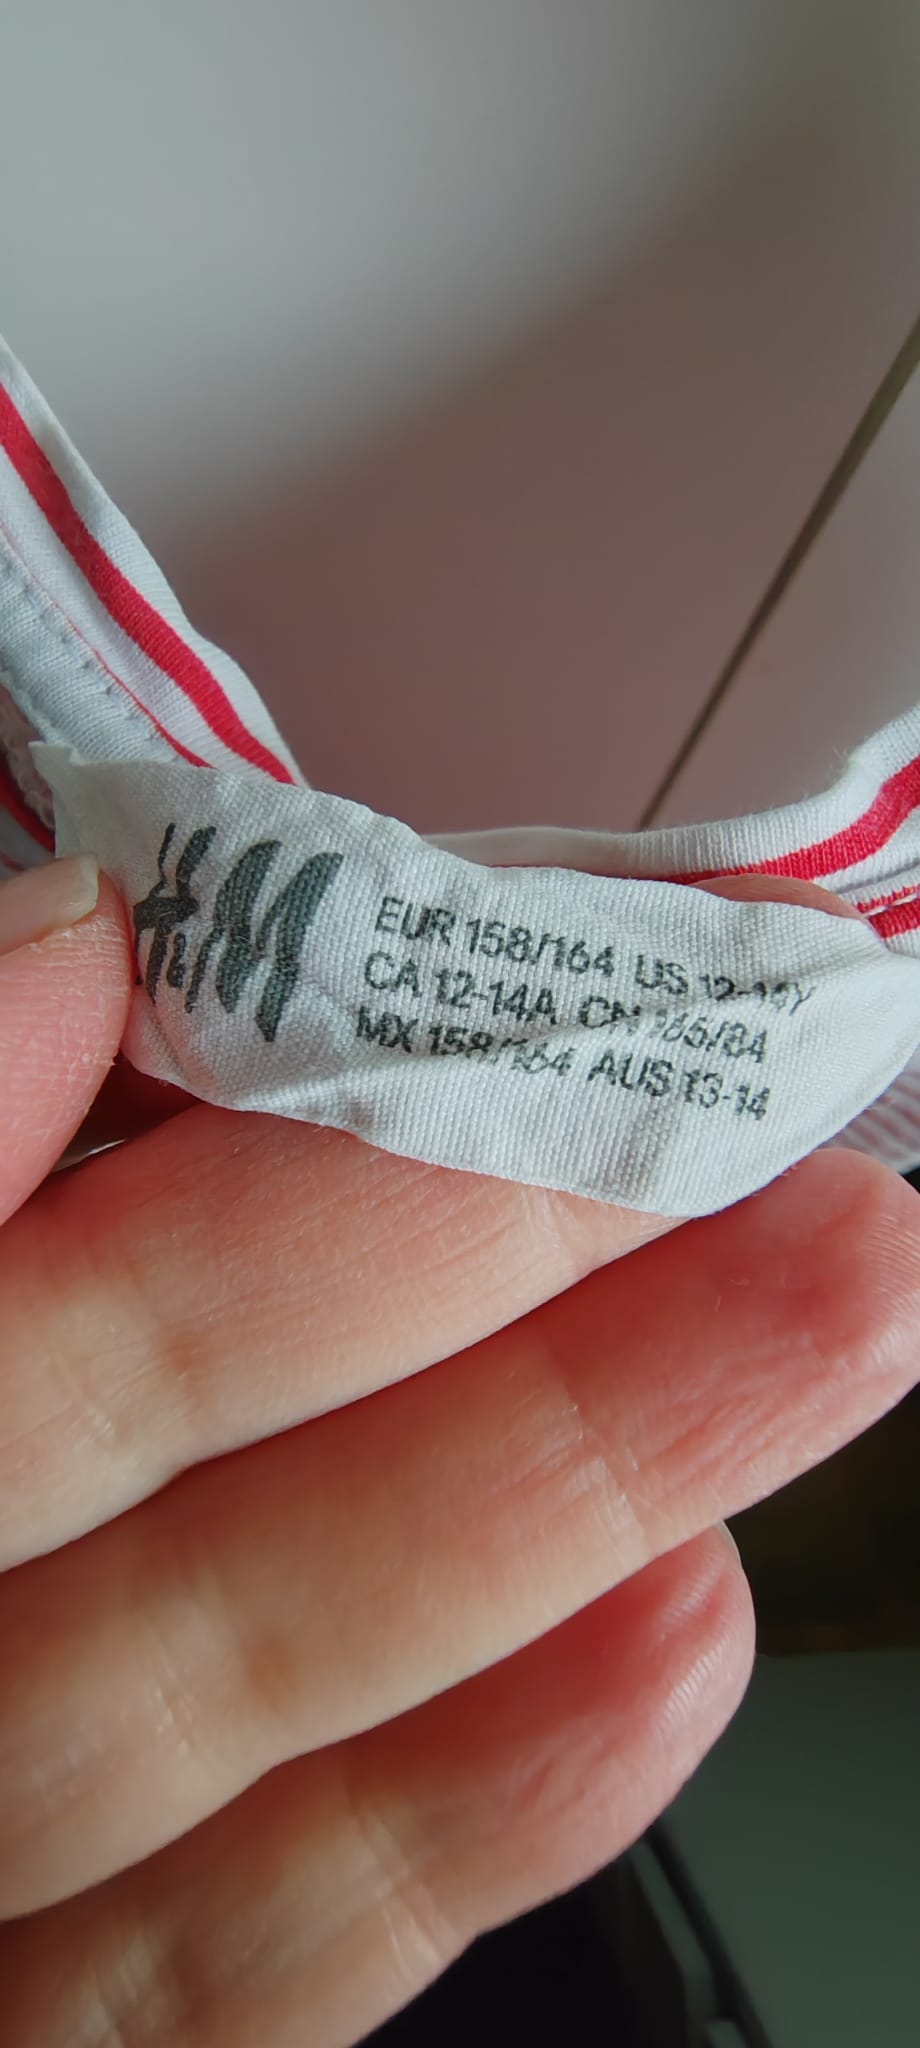 H&M
EUR 158/164 US 12-14Y
CA 12-14A CN 165/84
MX 158/164 AUS 13-14